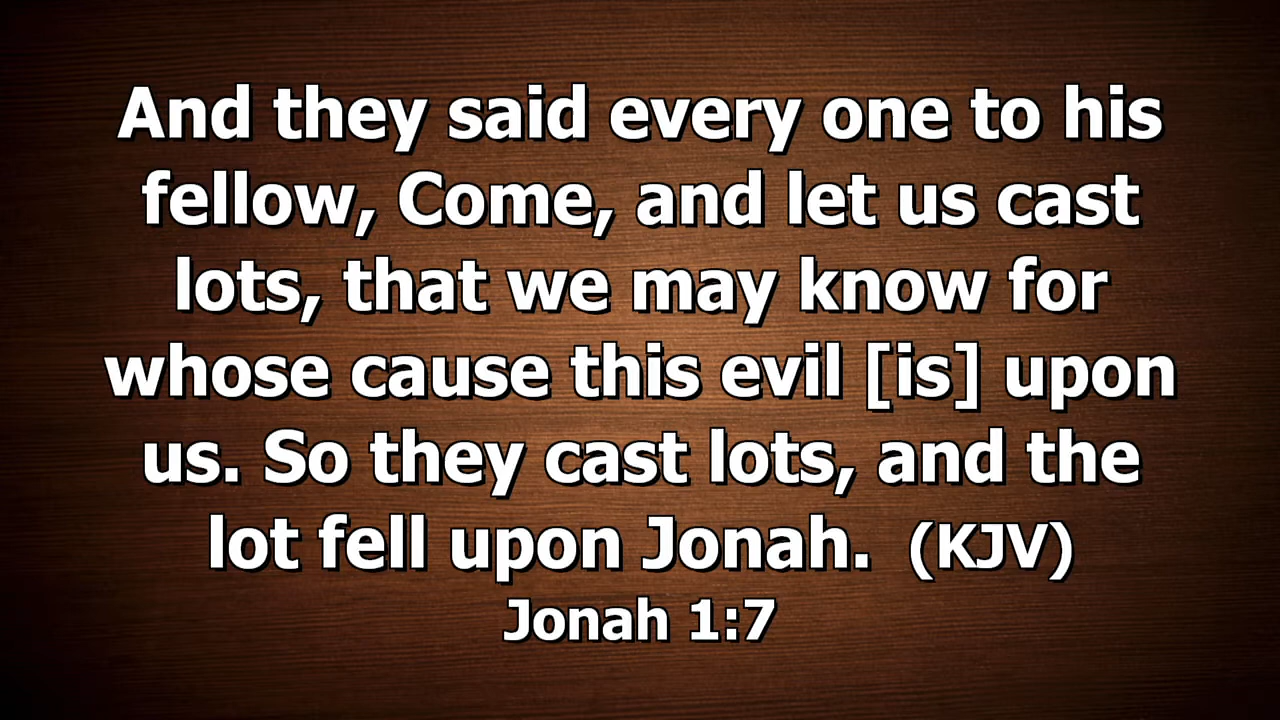 And they said every one to his
fellow, Come, and let us cast
lots, that we may know for
whose cause this evil [is] upon
us. So they cast lots, and the
lot fell upon Jonah. (KJV)
Jonah 1:7